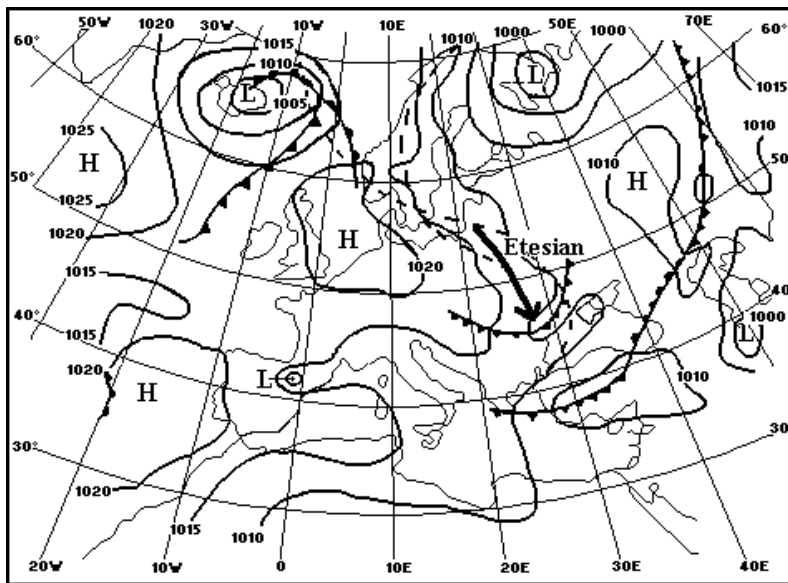 50W 1020 30W 10W 10E 1010 1000 50E 70E
60° 1015 1000 60°
1010
L 1005 L 1015
1025 1010
H 1010 H 50
50°
1025
1020 H
Etesian
1015 1020
40° 40
1000
1015 L
1020 L 1010
H
30° 30
1020
1015
1010
20W 10W 0 10E 20E 30E 40E